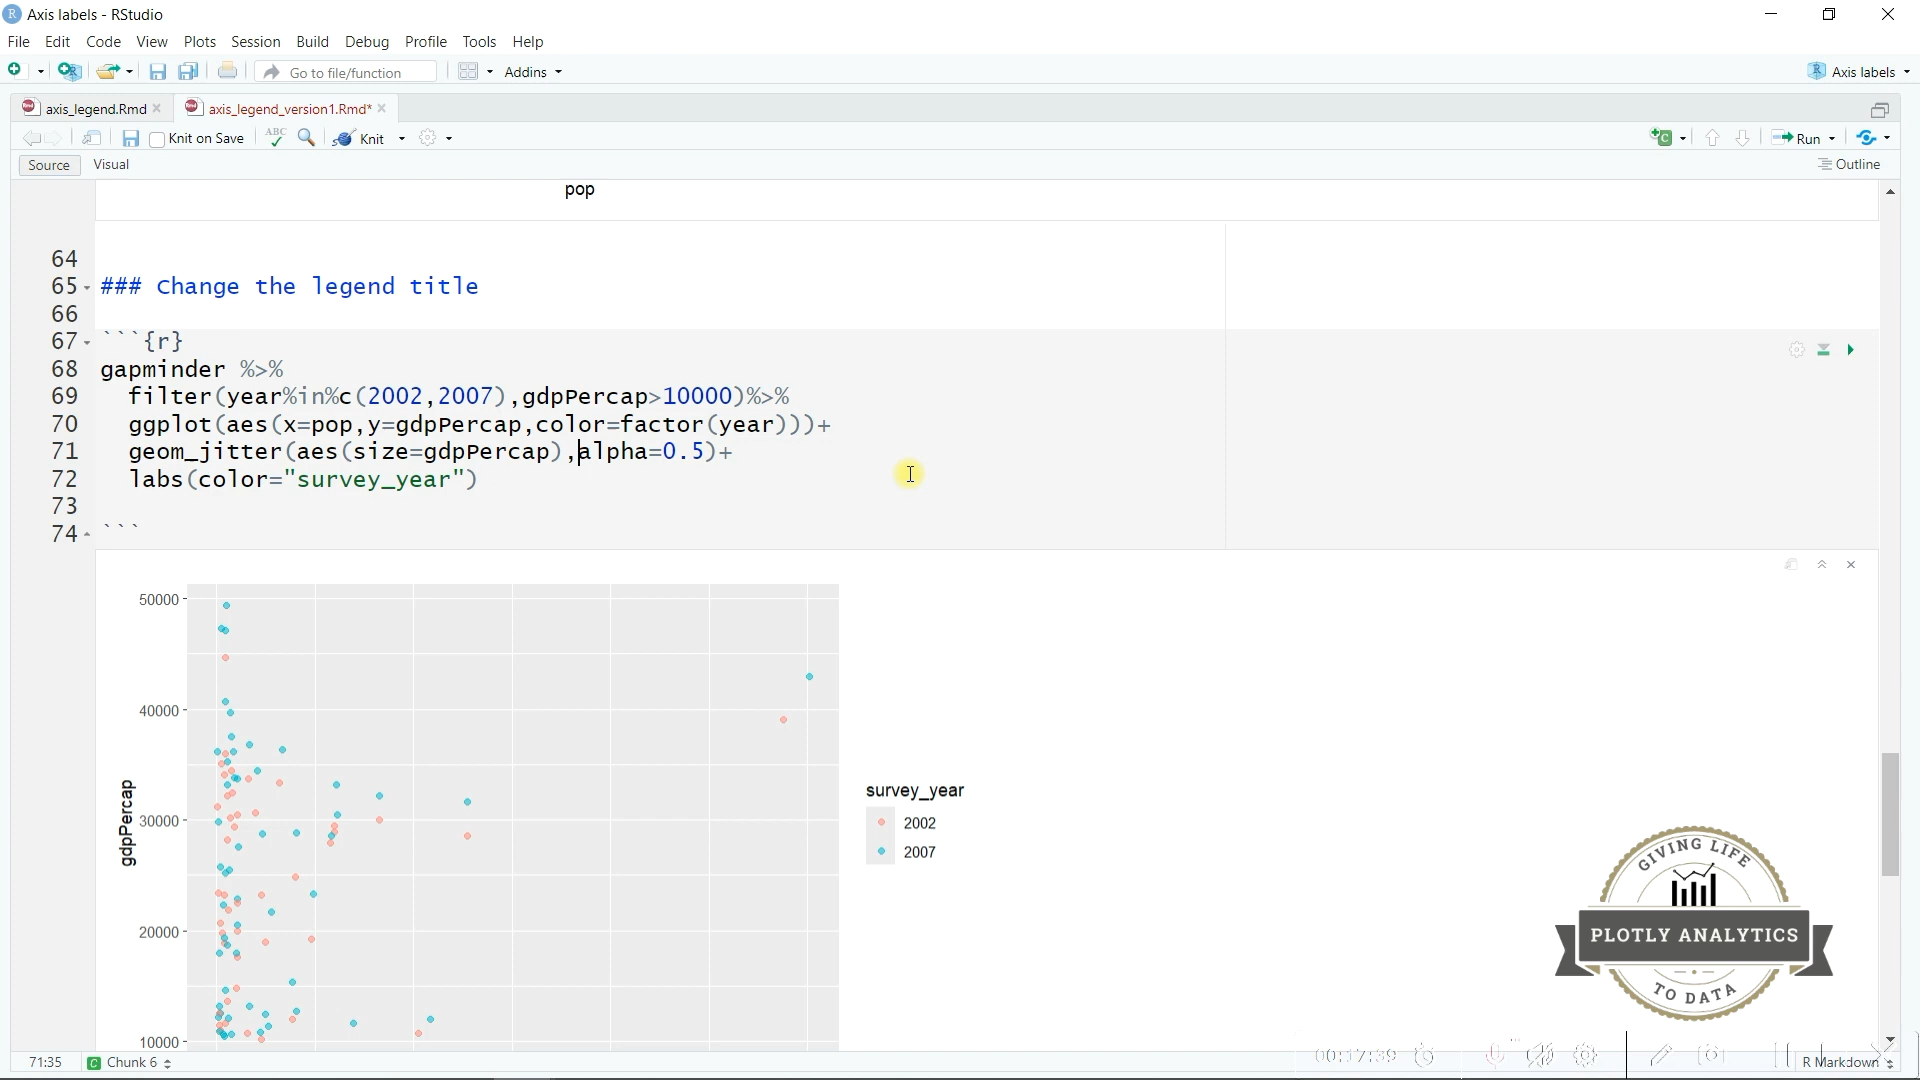 Axis labels - RStudio
File Edit Code View Plots Session Build Debug Profile Tools Help
Go to file/function Addins Axis labels
axis_legend.Rmd axis_legend_version1.Rmd*
Knit on Save ABC Knit Run
Source Visual Outline
pop
64
65 ### Change the legend title
66
67 ```{r}
68 gapminder %>%
69 filter(year%in%c(2002,2007),gdpPercap>10000)%>%
70 ggplot(aes(x=pop,y=gdpPercap,color=factor(year)))+
71 geom_jitter(aes(size=gdpPercap),alpha=0.5)+
72 labs(color="survey_year")
73
74 ```
50000
40000
30000
20000
10000
gdpPercap
survey_year
2002
2007
GIVING LIFE
PLOTLY ANALYTICS
TO DATA
71:35 Chunk 6 00:17:39 R Markdown